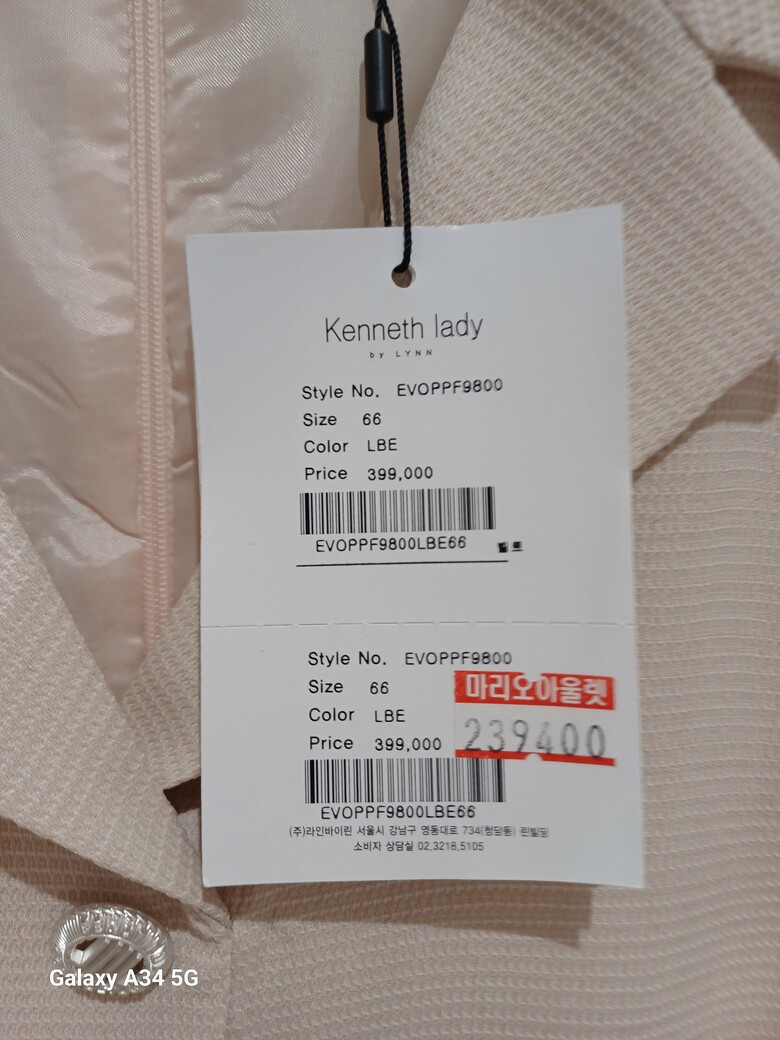 Kenneth lady
by LYNN
Style No. EVOPPF9800
Size 66
Color LBE
Price 399,000
EVOPPF9800LBE66
Style No. EVOPPF9800
Size 66
마리오아울렛
Color LBE
239400
Price 399,000
EVOPPF9800LBE66
(주)라인바이린 서울시 강남구 영동대로 734(청담동) 린빌딩
소비자 상담실 02.3218.5105
Galaxy A34 5G